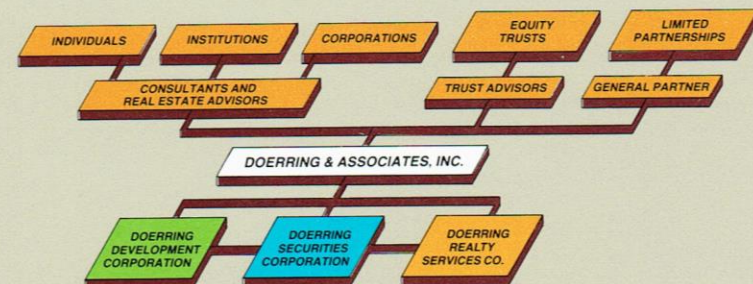 INDIVIDUALS
INSTITUTIONS
CORPORATIONS
EQUITY
TRUSTS
LIMITED
PARTNERSHIPS
CONSULTANTS AND
REAL ESTATE ADVISORS
TRUST ADVISORS
GENERAL PARTNER
DOERRING & ASSOCIATES, INC.
DOERRING
DEVELOPMENT
CORPORATION
DOERRING
SECURITIES
CORPORATION
DOERRING
REALTY
SERVICES CO.